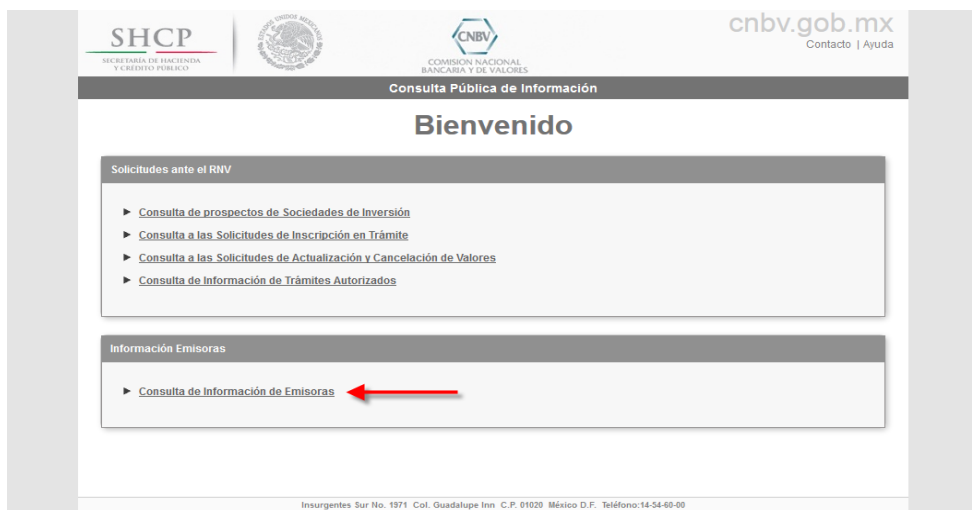 SHCP
SECRETARÍA DE HACIENDA
Y CRÉDITO PÚBLICO
ESTADOS UNIDOS MEXICANOS
CNBV
COMISION NACIONAL
BANCARIA Y DE VALORES
cnbv.gob.mx
Contacto | Ayuda
Consulta Pública de Información
Bienvenido
Solicitudes ante el RNV
► Consulta de prospectos de Sociedades de Inversión
► Consulta a las Solicitudes de Inscripción en Trámite
► Consulta a las Solicitudes de Actualización y Cancelación de Valores
► Consulta de Información de Trámites Autorizados
Información Emisoras
► Consulta de Información de Emisoras
Insurgentes Sur No. 1971 Col. Guadalupe Inn C.P. 01020 México D.F. Teléfono:14-54-60-00